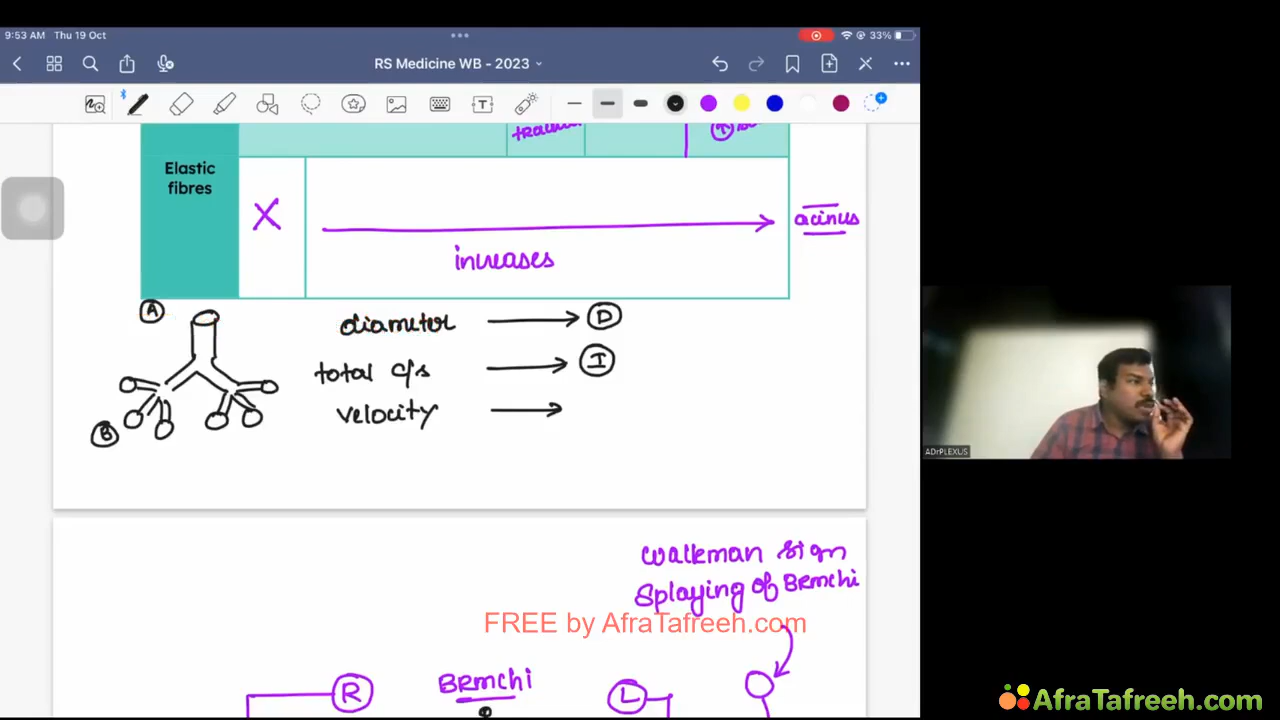 9:53 AM Thu 19 Oct
33%
RS Medicine WB - 2023
T
Elastic
fibres
X
increases
acinus
A
diameter D
total c/s I
velocity
B
ADrPLEXUS
Walkman sign
Splaying of Bronchi
FREE by AfraTafreeh.com
R
Bronchi
L
AfraTafreeh.com